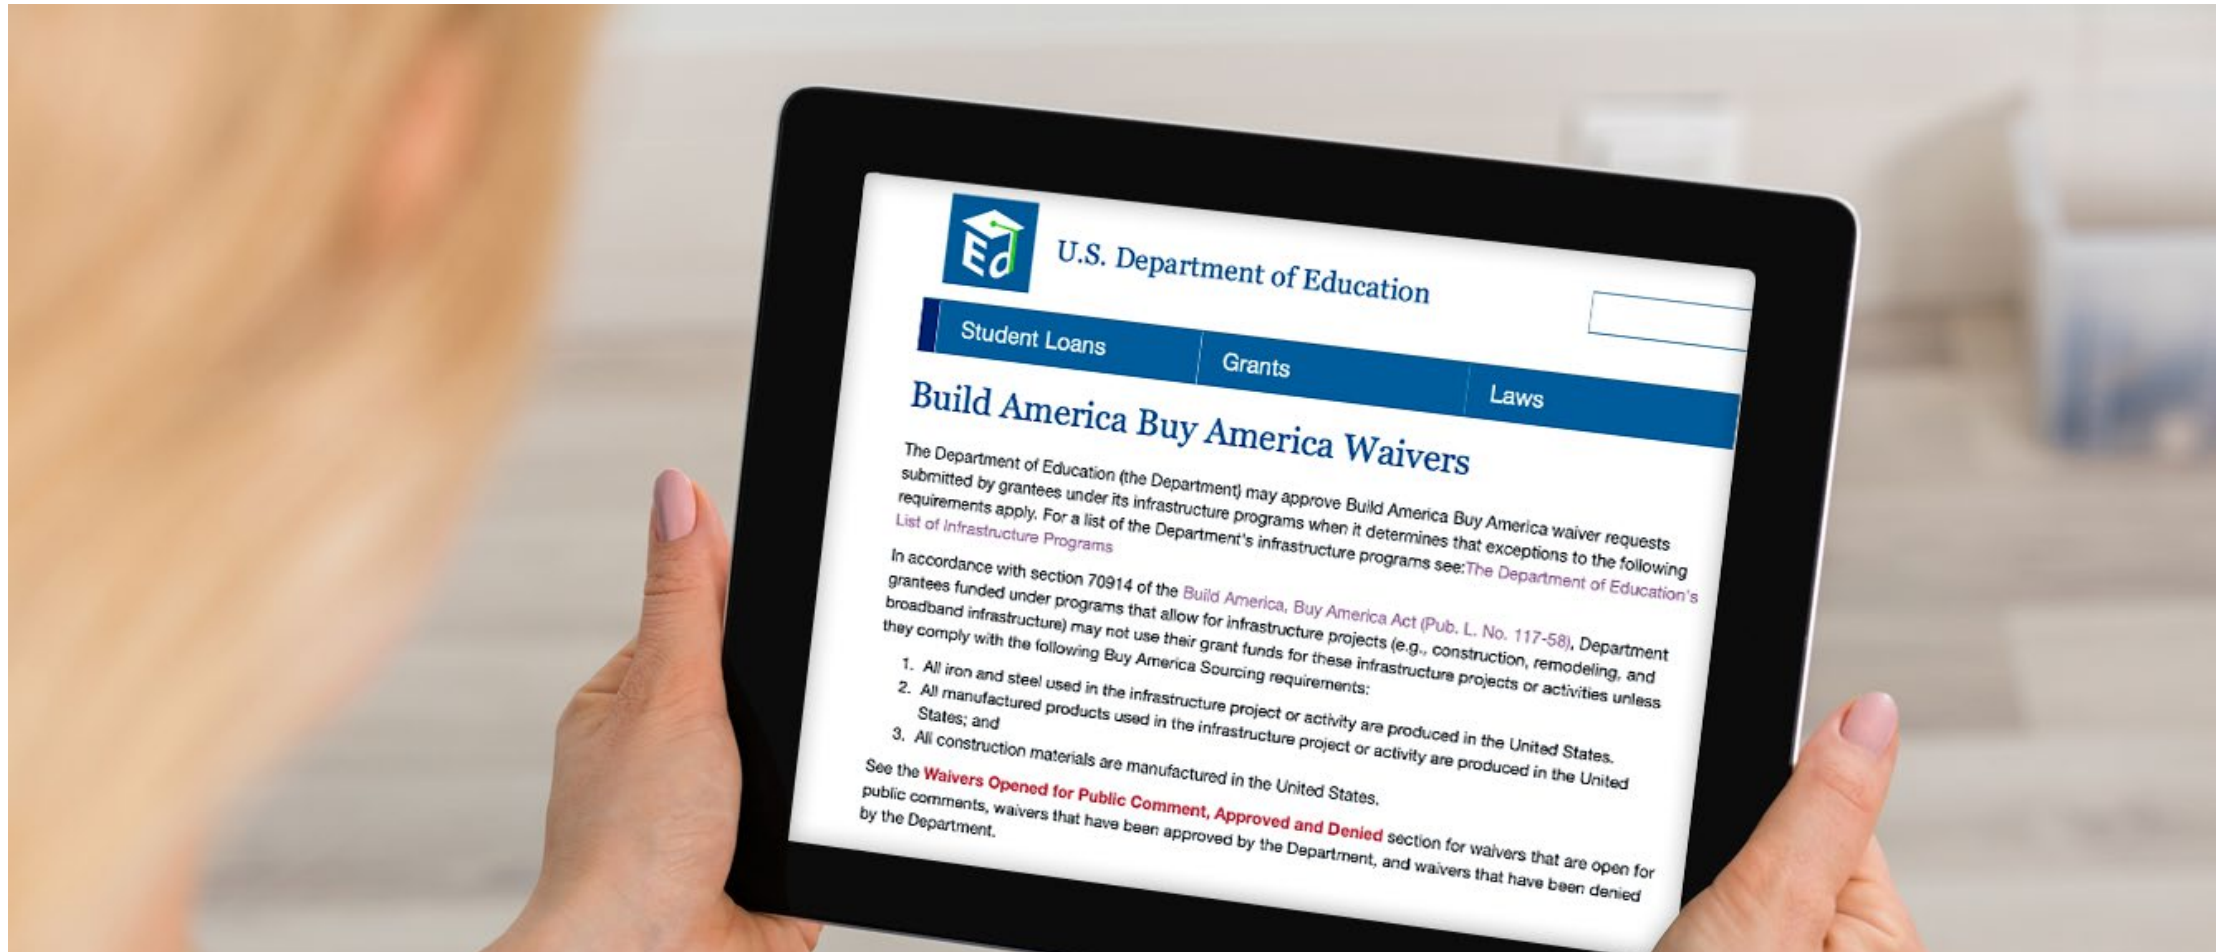 Ed
U.S. Department of Education
Student Loans
Grants
Laws
Build America Buy America Waivers
The Department of Education (the Department) may approve Build America Buy America waiver requests
submitted by grantees under its infrastructure programs when it determines that exceptions to the following
requirements apply. For a list of the Department's infrastructure programs see:The Department of Education's
List of Infrastructure Programs
In accordance with section 70914 of the Build America, Buy America Act (Pub. L. No. 117-58), Department
grantees funded under programs that allow for infrastructure projects (e.g., construction, remodeling, and
broadband infrastructure) may not use their grant funds for these infrastructure projects or activities unless
they comply with the following Buy America Sourcing requirements:
1. All iron and steel used in the infrastructure project or activity are produced in the United States.
2. All manufactured products used in the infrastructure project or activity are produced in the United
States; and
3. All construction materials are manufactured in the United States.
See the Waivers Opened for Public Comment, Approved and Denied section for waivers that are open for
public comments, waivers that have been approved by the Department, and waivers that have been denied
by the Department.